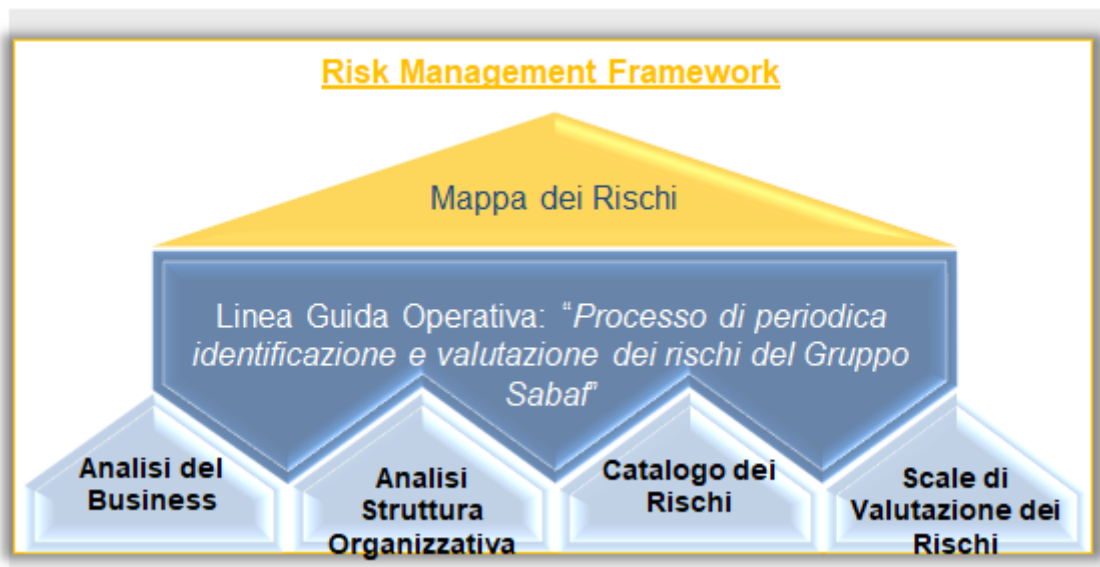 Risk Management Framework
Mappa dei Rischi
Linea Guida Operativa: “Processo di periodica
identificazione e valutazione dei rischi del Gruppo
Sabaf”
Analisi del
Business
Analisi
Struttura
Organizzativa
Catalogo dei
Rischi
Scale di
Valutazione dei
Rischi